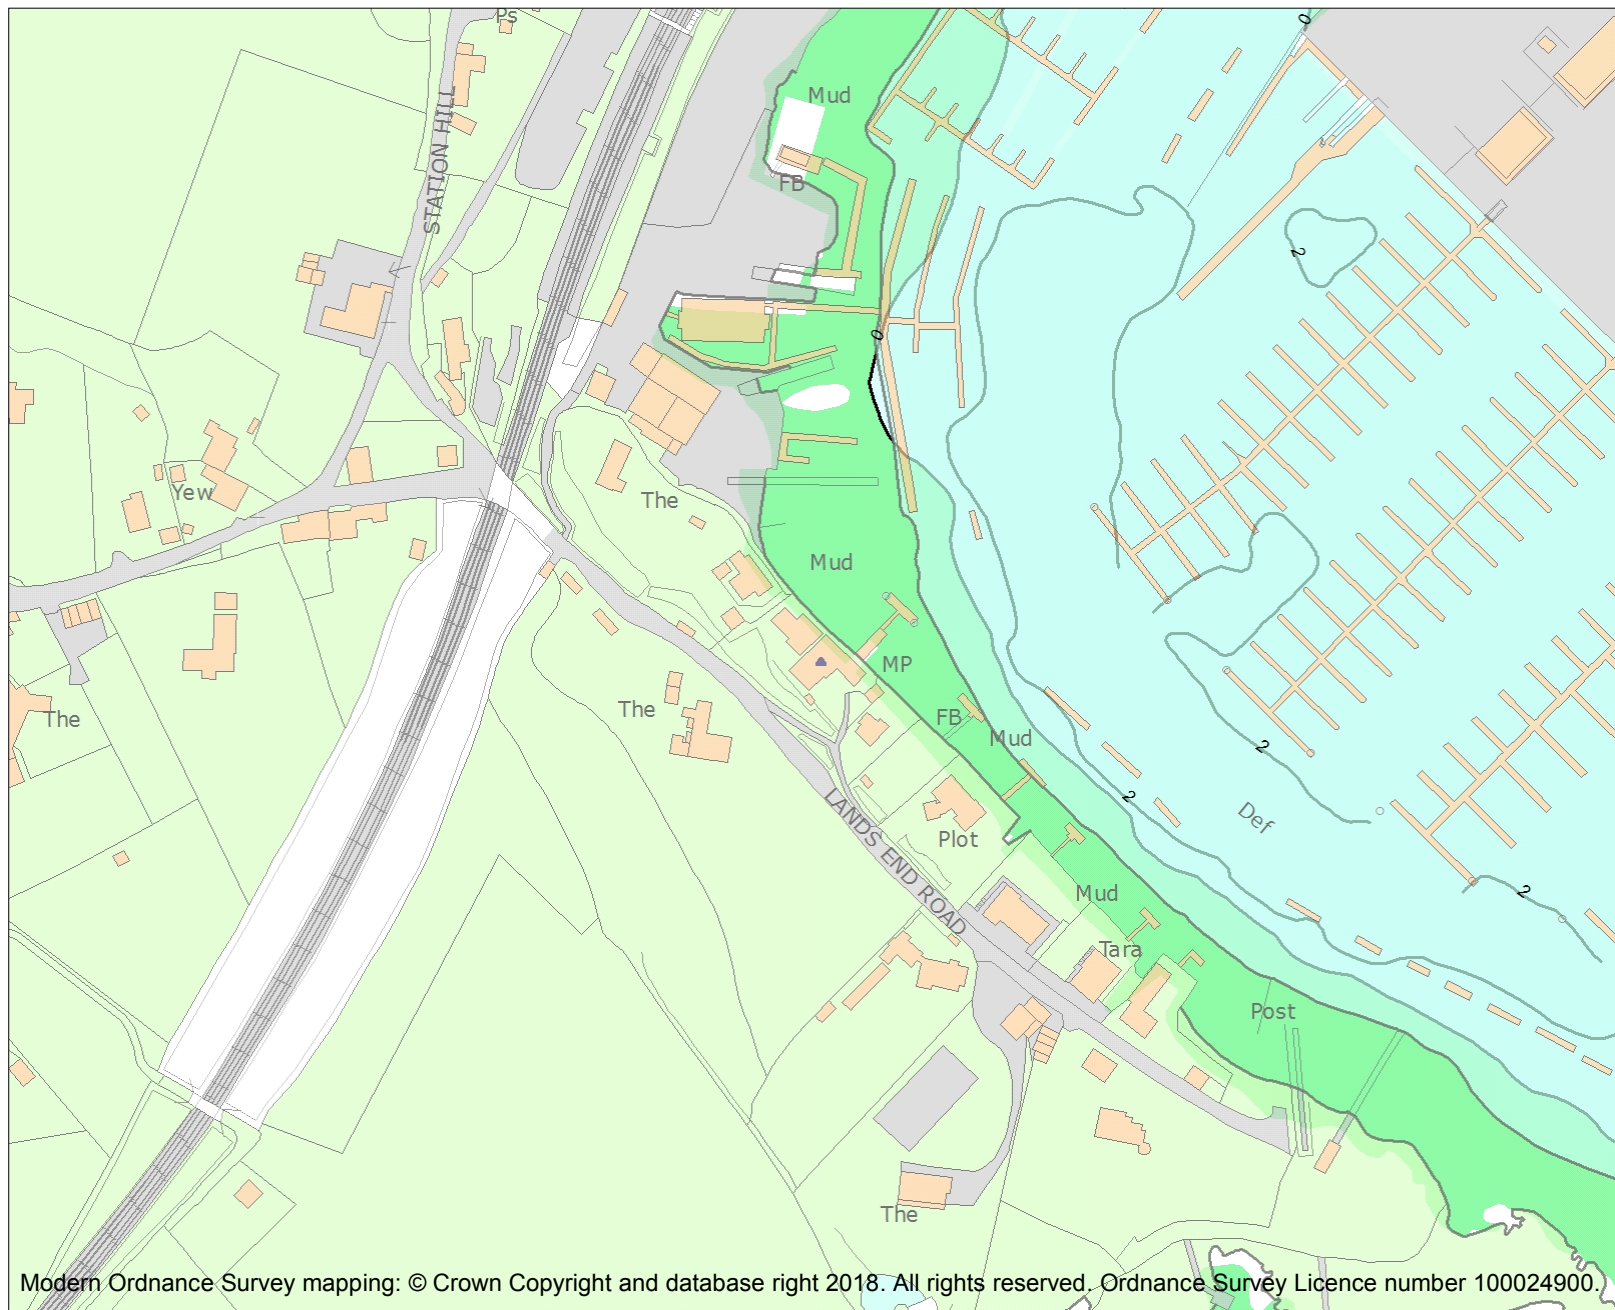 Ps
0
Mud
STATION HILL
FB
2
0
Yew
The
Mud
MP
The
The
FB
Mud
2
2
LANDS END ROAD
Def
Plot
2
Mud
Tara
Post
The
Modern Ordnance Survey mapping: © Crown Copyright and database right 2018. All rights reserved. Ordnance Survey Licence number 100024900.